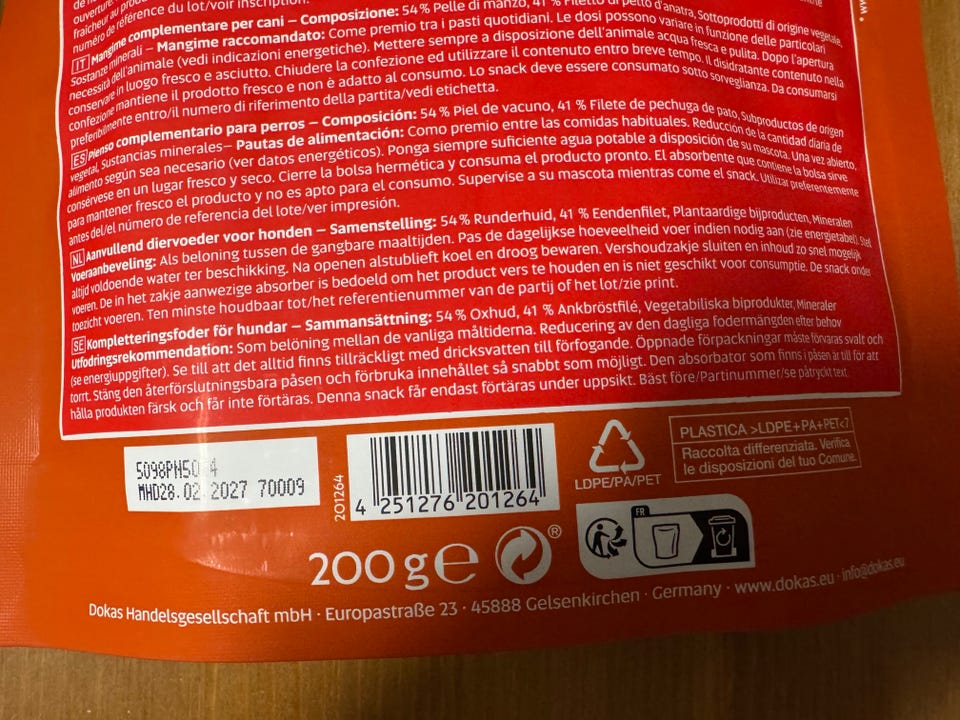 fraîcheur du produit
numéro de référence du lot/voir inscription.
IT Mangime complementare per cani – Composizione: 54 % Pelle di manzo, 41 % Filetto di petto d'anatra, Sottoprodotti di origine vegetale,
Sostanze minerali – Mangime raccomandato: Come premio tra i pasti quotidiani. Le dosi possono variare in funzione delle particolari
necessità dell'animale (vedi indicazioni energetiche). Mettere sempre a disposizione dell'animale acqua fresca e pulita. Dopo l'apertura
conservare in luogo fresco e asciutto. Chiudere la confezione ed utilizzare il contenuto entro breve tempo. Il disidratante contenuto nella
confezione mantiene il prodotto fresco e non è adatto al consumo. Lo snack deve essere consumato sotto sorveglianza. Da consumarsi
preferibilmente entro/il numero di riferimento della partita/vedi etichetta.
ES Pienso complementario para perros – Composición: 54 % Piel de vacuno, 41 % Filete de pechuga de pato, Subproductos de origen
vegetal, Sustancias minerales– Pautas de alimentación: Como premio entre las comidas habituales. Reducción de la cantidad diaria de
alimento según sea necesario (ver datos energéticos). Ponga siempre suficiente agua potable a disposición de su mascota. Una vez abierto,
consérvese en un lugar fresco y seco. Cierre la bolsa hermética y consuma el producto pronto. El absorbente que contiene la bolsa sirve
para mantener fresco el producto y no es apto para el consumo. Supervise a su mascota mientras come el snack. Utilizar preferentemente
antes del/el número de referencia del lote/ver impresión.
NL Aanvullend diervoeder voor honden – Samenstelling: 54 % Runderhuid, 41 % Eendenfilet, Plantaardige bijproducten, Mineralen
Voeraanbeveling: Als beloning tussen de gangbare maaltijden. Pas de dagelijkse hoeveelheid voer indien nodig aan (zie energietabel). Stel
altijd voldoende water ter beschikking. Na openen alstublieft koel en droog bewaren. Vershoudzakje sluiten en inhoud zo snel mogelijk
voeren. De in het zakje aanwezige absorber is bedoeld om het product vers te houden en is niet geschikt voor consumptie. De snack onder
toezicht voeren. Ten minste houdbaar tot/het referentienummer van de partij of het lot/zie print.
SE Kompletteringsfoder för hundar – Sammansättning: 54 % Oxhud, 41 % Ankbröstfilé, Vegetabiliska biprodukter, Mineraler
Utfodringsrekommendation: Som belöning mellan de vanliga måltiderna. Reducering av den dagliga fodermängden efter behov
(se energiuppgifter). Se till att det alltid finns tillräckligt med dricksvatten till förfogande. Öppnade förpackningar måste förvaras svalt och
torrt. Stäng den återförslutningsbara påsen och förbruka innehållet så snabbt som möjligt. Den absorbator som finns i påsen är till för att
hålla produkten färsk och får inte förtäras. Denna snack får endast förtäras under uppsikt. Bäst före/Partinummer/se påtryckt text.
MHD28.02.2027 70009
201264
4 251276 201264
LDPE/PA/PET
PLASTICA >LDPE+PA+PET<7
Raccolta differenziata. Verifica
le disposizioni del tuo Comune.
FR
200 g e ®
Dokas Handelsgesellschaft mbH · Europastraße 23 · 45888 Gelsenkirchen · Germany · www.dokas.eu · info@dokas.eu